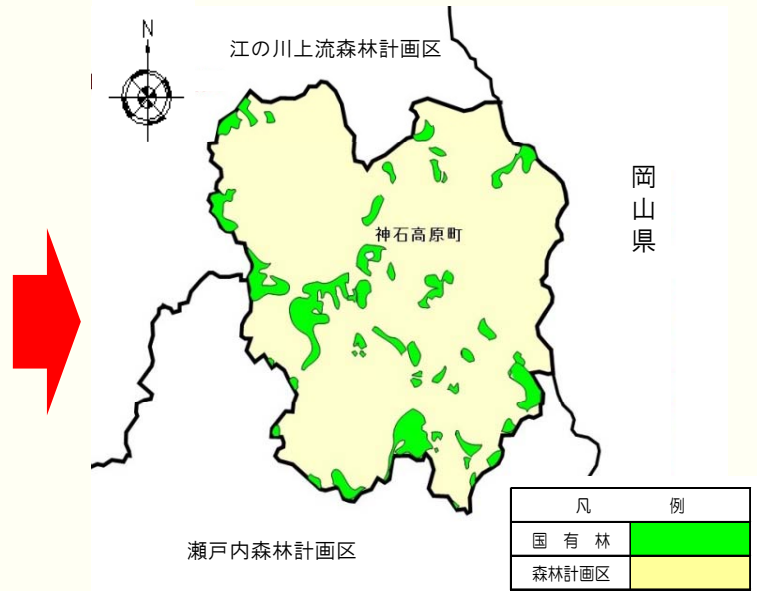 N
江の川上流森林計画区
岡山県
神石高原町
瀬戸内森林計画区
凡 例
国 有 林
森林計画区